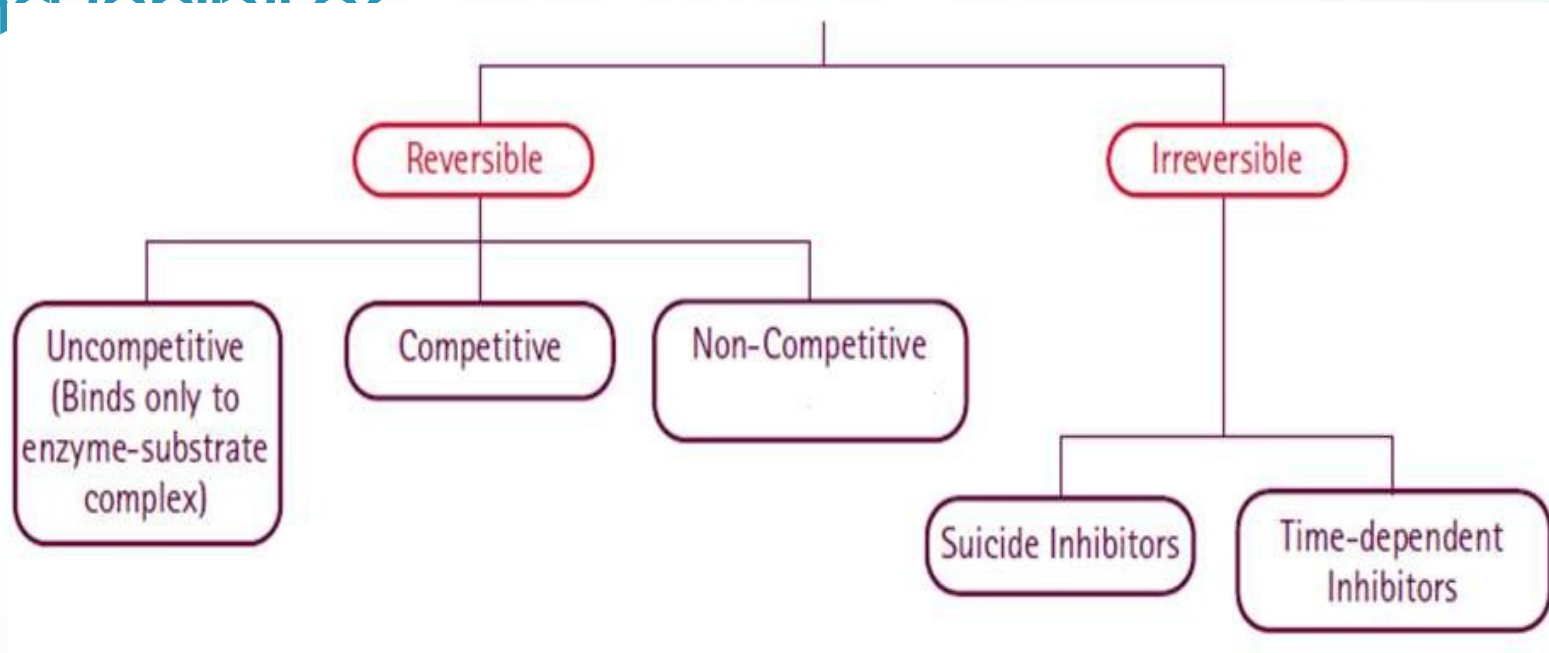 Reversible
Irreversible
Uncompetitive
(Binds only to
enzyme-substrate
complex)
Competitive
Non-Competitive
Suicide Inhibitors
Time-dependent
Inhibitors